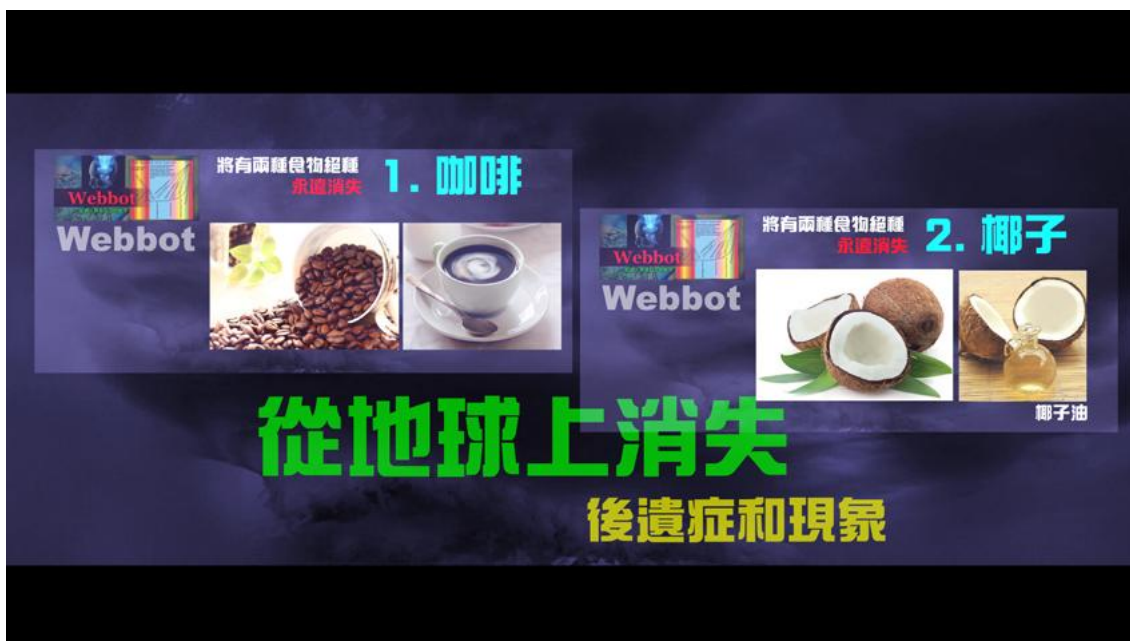 將有兩種食物絕種
永遠消失
1. 咖啡
Webbot
Webbot
將有兩種食物絕種
永遠消失
2. 椰子
Webbot
Webbot
椰子油
從地球上消失
後遺症和現象